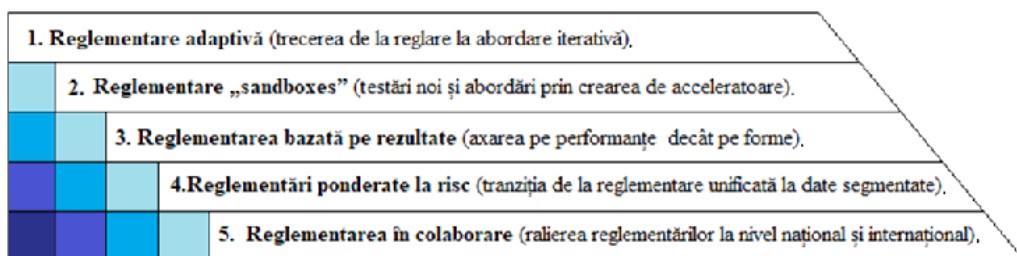 1. Reglementare adaptivă (trecerea de la reglare la abordare iterativă).
2. Reglementare „sandboxes” (testări noi și abordări prin crearea de acceleratoare).
3. Reglementarea bazată pe rezultate (axarea pe performanțe decât pe forme).
4.Reglementări ponderate la risc (tranziția de la reglementare unificată la date segmentate).
5. Reglementarea în colaborare (ralierea reglementărilor la nivel național și internațional).